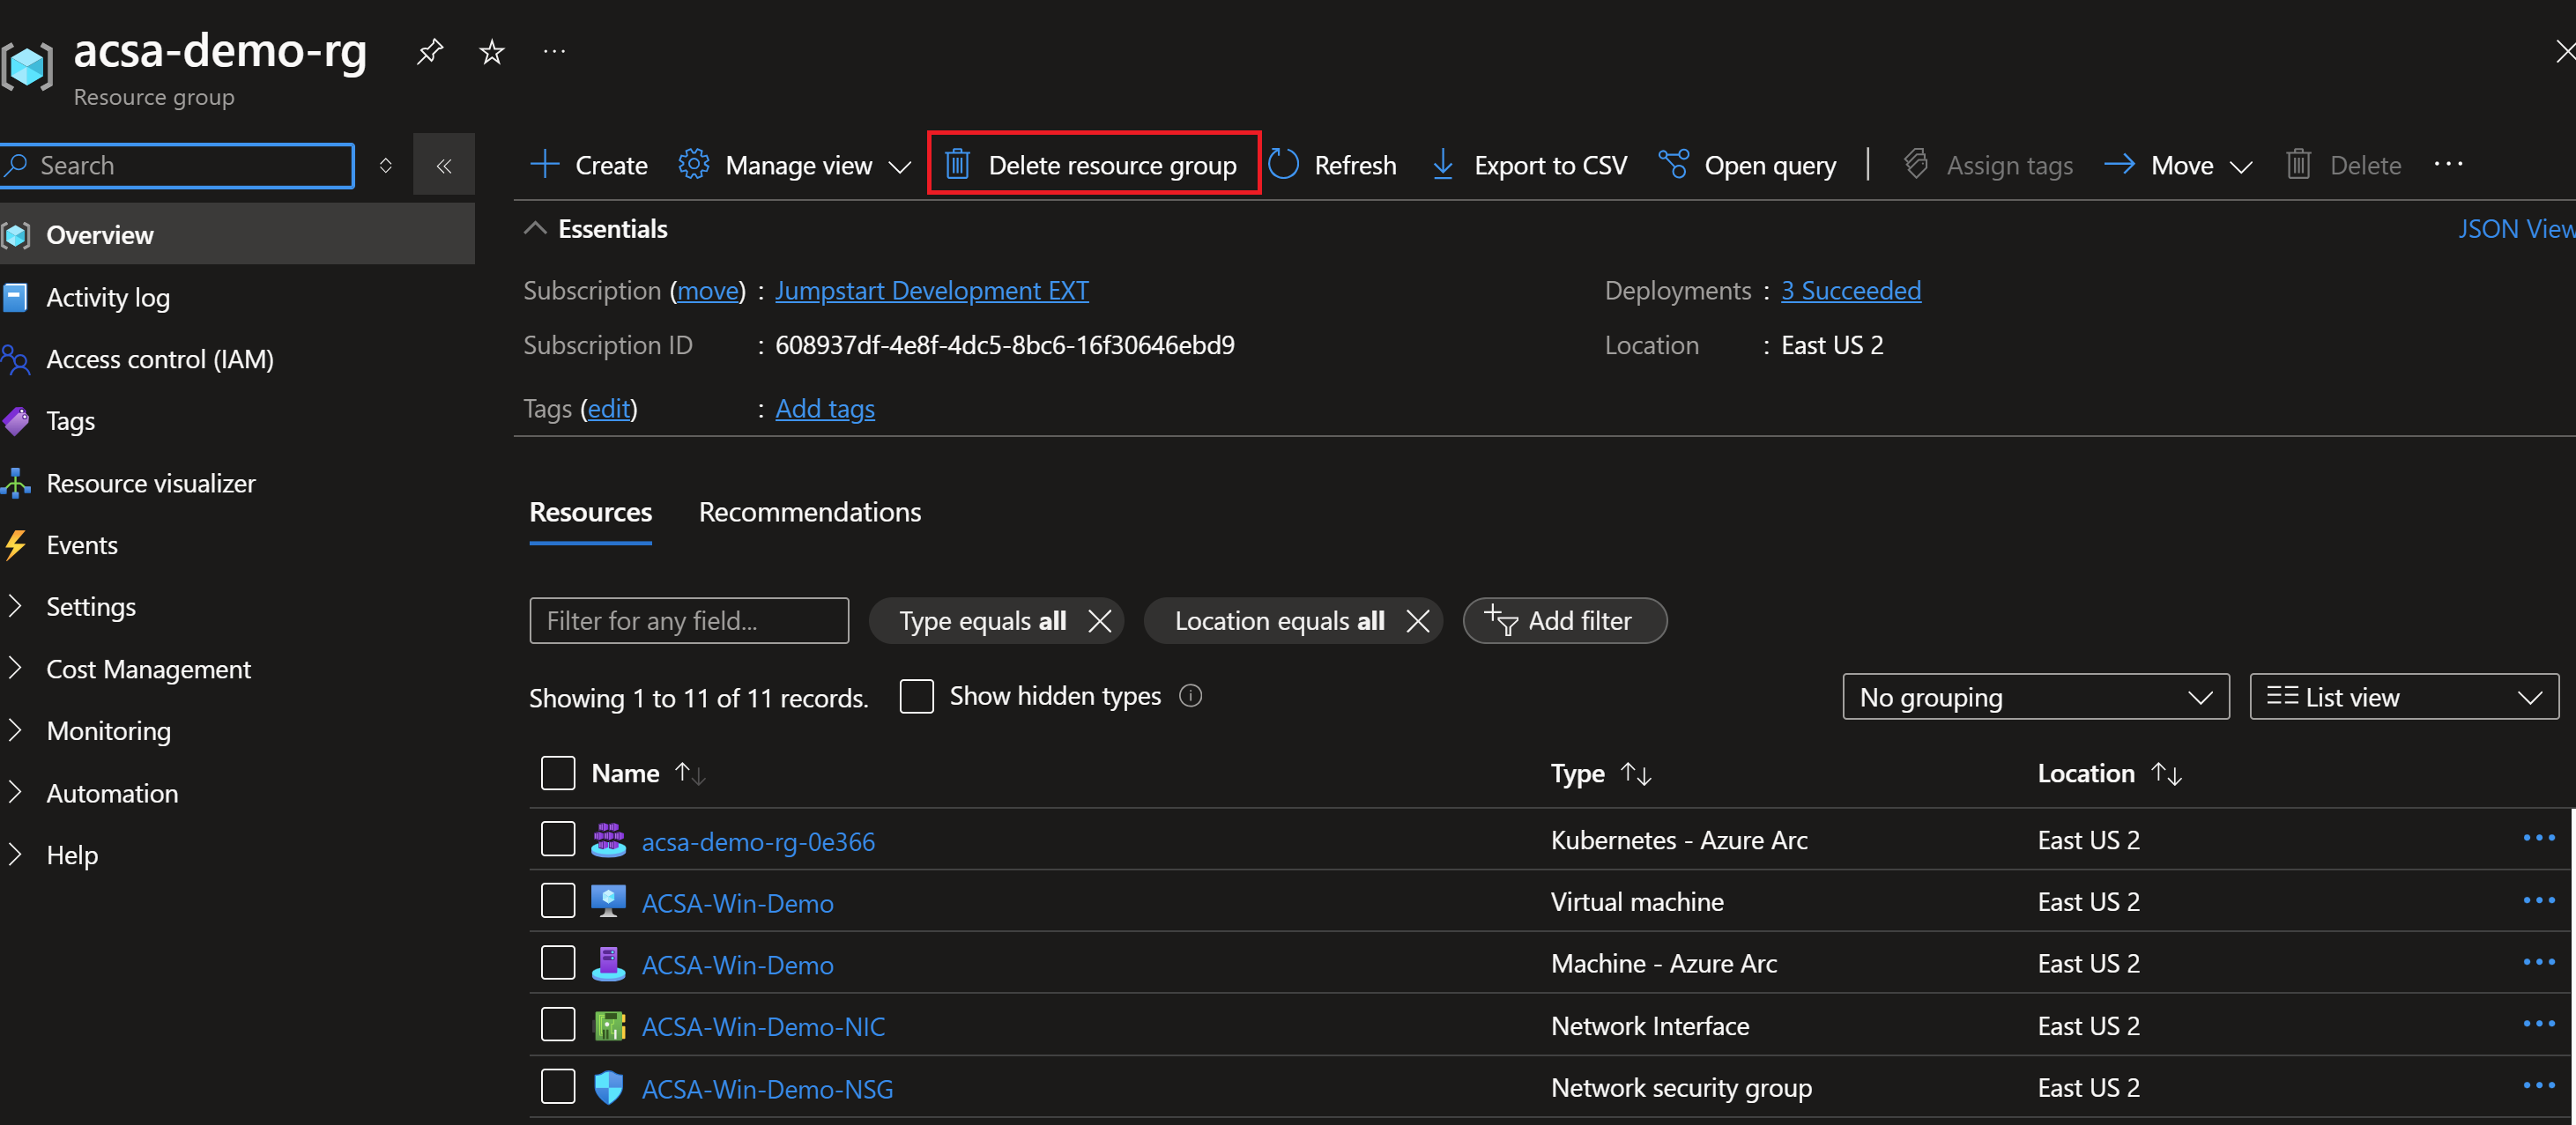 acsa-demo-rg
Resource group
Search
Create Manage view Delete resource group Refresh Export to CSV Open query Assign tags Move Delete
Overview
Activity log
Access control (IAM)
Tags
Resource visualizer
Events
Settings
Cost Management
Monitoring
Automation
Help
Essentials
JSON View
Subscription (move) : Jumpstart Development EXT
Deployments : 3 Succeeded
Subscription ID : 608937df-4e8f-4dc5-8bc6-16f30646ebd9
Location : East US 2
Tags (edit) : Add tags
Resources Recommendations
Filter for any field... Type equals all Location equals all Add filter
Showing 1 to 11 of 11 records. Show hidden types No grouping List view
Name Type Location
acsa-demo-rg-0e366 Kubernetes - Azure Arc East US 2
ACSA-Win-Demo Virtual machine East US 2
ACSA-Win-Demo Machine - Azure Arc East US 2
ACSA-Win-Demo-NIC Network Interface East US 2
ACSA-Win-Demo-NSG Network security group East US 2